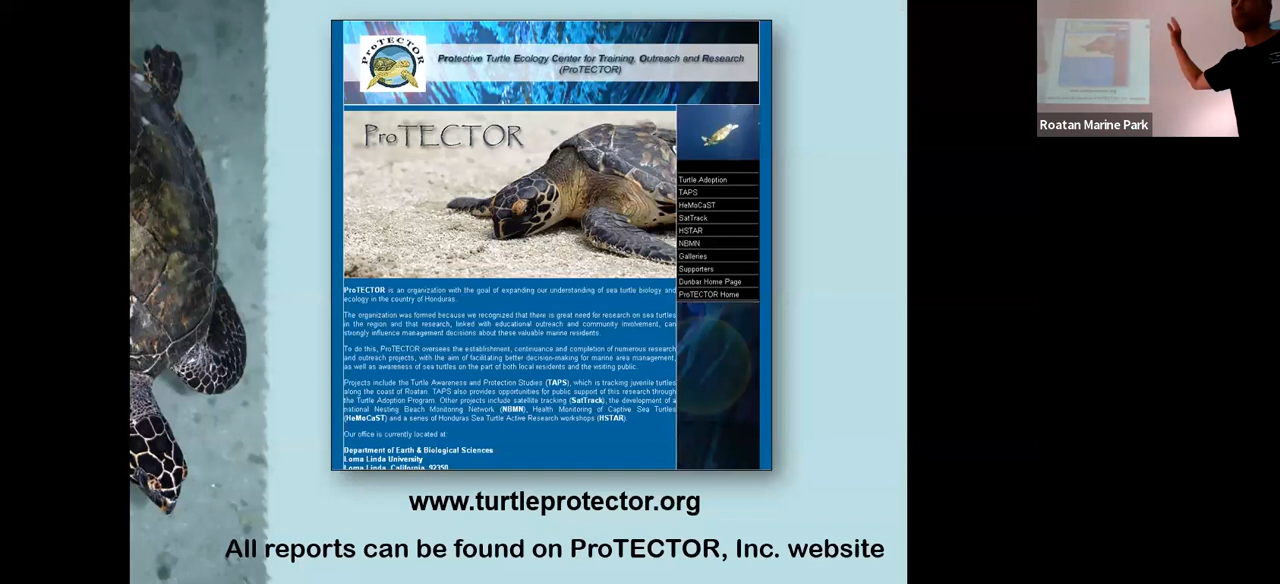 ProTECTOR
Protective Turtle Ecology Center for Training, Outreach and Research
(ProTECTOR)
ProTECTOR
Turtle Adoption
TAPS
HeMoCaST
SatTrack
HSTAR
NBMN
Galleries
Supporters
Dunbar Home Page
ProTECTOR Home
ProTECTOR is an organization with the goal of expanding our understanding of sea turtle biology and
ecology in the country of Honduras.
The organization was formed because we recognized that there is great need for research on sea turtles
in the region and that research, linked with educational outreach and community involvement, can
strongly influence management decisions about these valuable marine residents.
To do this, ProTECTOR oversees the establishment, continuance and completion of numerous research
and outreach projects, with the aim of facilitating better decision-making for marine area management,
as well as awareness of sea turtles on the part of both local residents and the visiting public.
Projects include the Turtle Awareness and Protection Studies (TAPS), which is tracking juvenile turtles
along the coast of Roatan. TAPS also provides opportunities for public support of this research through
the Turtle Adoption Program. Other projects include satellite tracking (SatTrack), the development of a
national Nesting Beach Monitoring Network (NBMN), Health Monitoring of Captive Sea Turtles
(HeMoCaST) and a series of Honduras Sea Turtle Active Research workshops (HSTAR).
Our office is currently located at:
Department of Earth & Biological Sciences
Loma Linda University
Loma Linda, California, 92350
www.turtleprotector.org
All reports can be found on ProTECTOR, Inc. website
Roatan Marine Park